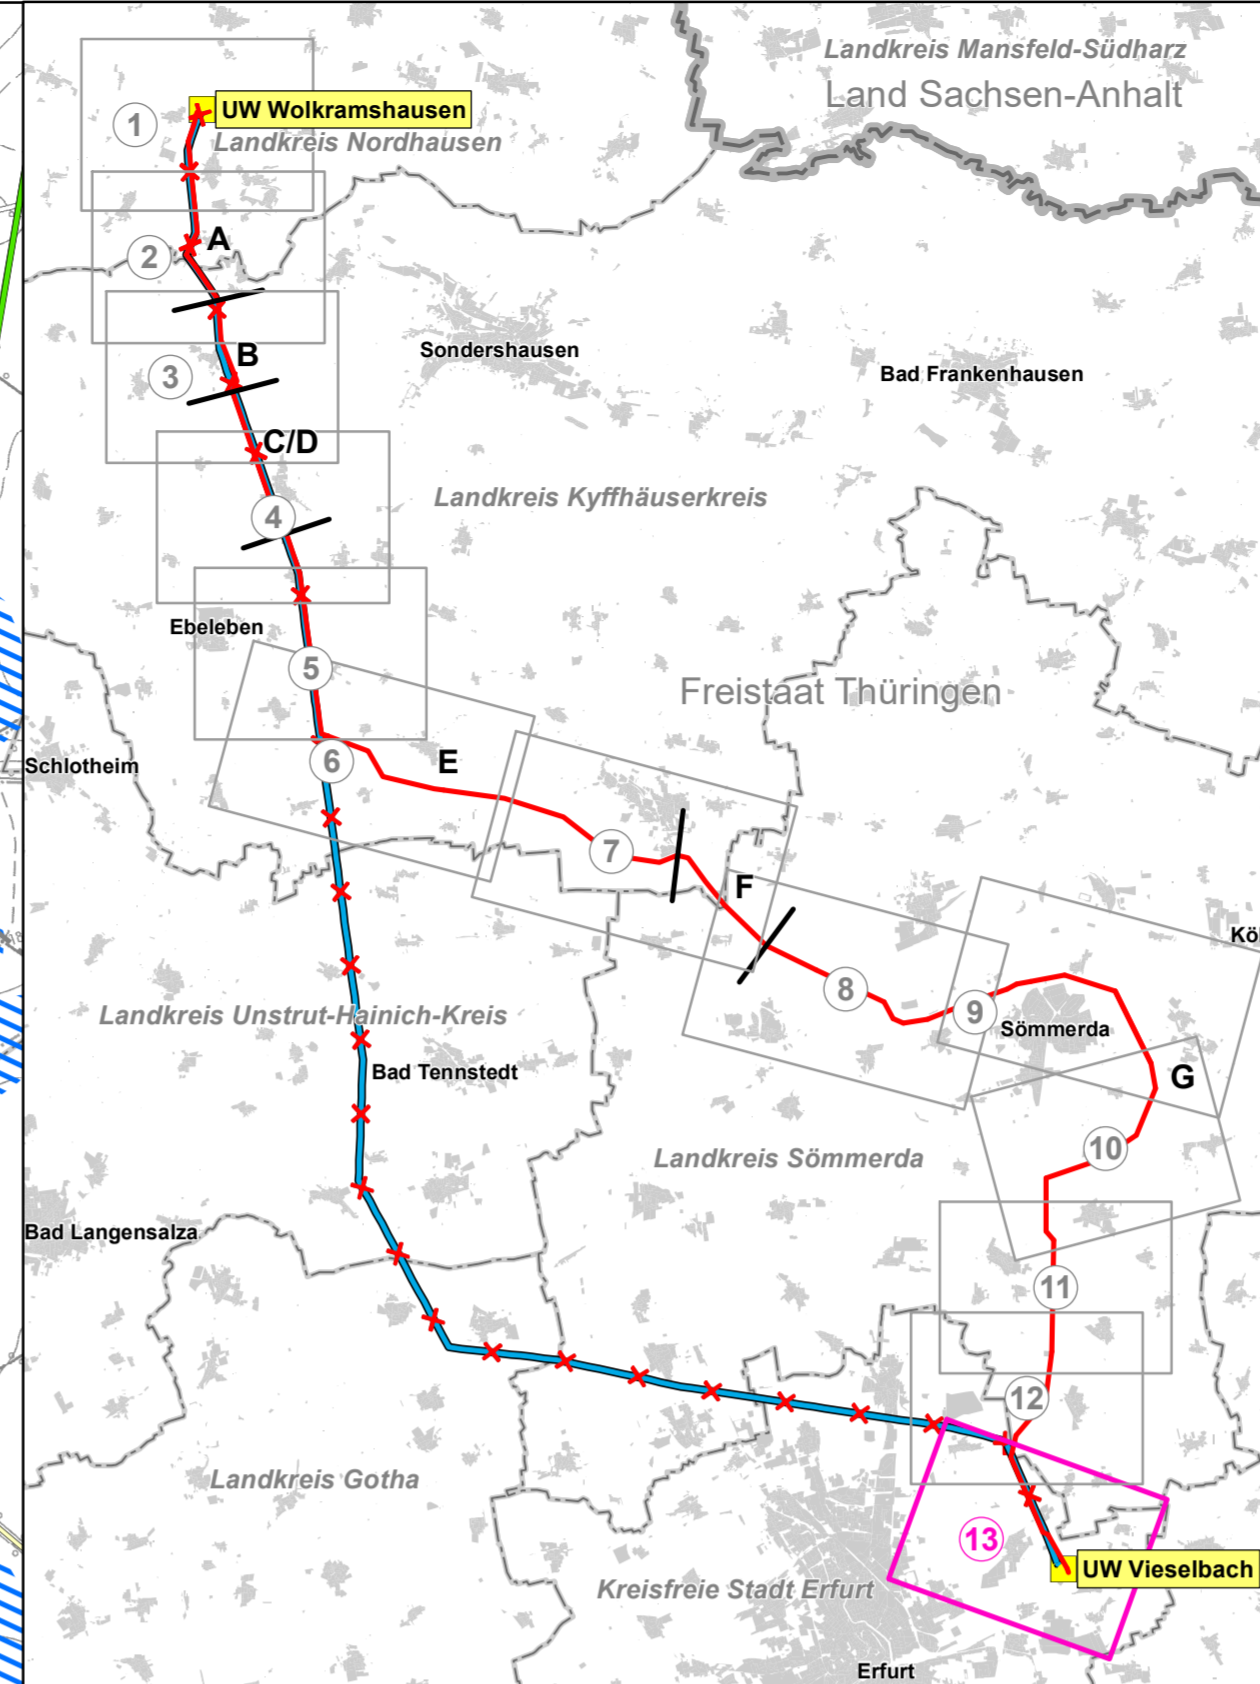 Landkreis Mansfeld-Südharz
Land Sachsen-Anhalt
UW Wolkramshausen
1
Landkreis Nordhausen
A
2
B
3
Sondershausen
Bad Frankenhausen
C/D
Landkreis Kyffhäuserkreis
4
Ebeleben
5
Freistaat Thüringen
Schlotheim
6
E
7
F
8
9
Landkreis Unstrut-Hainich-Kreis
Sömmerda
Bad Tennstedt
G
10
Landkreis Sömmerda
Bad Langensalza
11
12
Landkreis Gotha
13
UW Vieselbach
Kreisfreie Stadt Erfurt
Erfurt